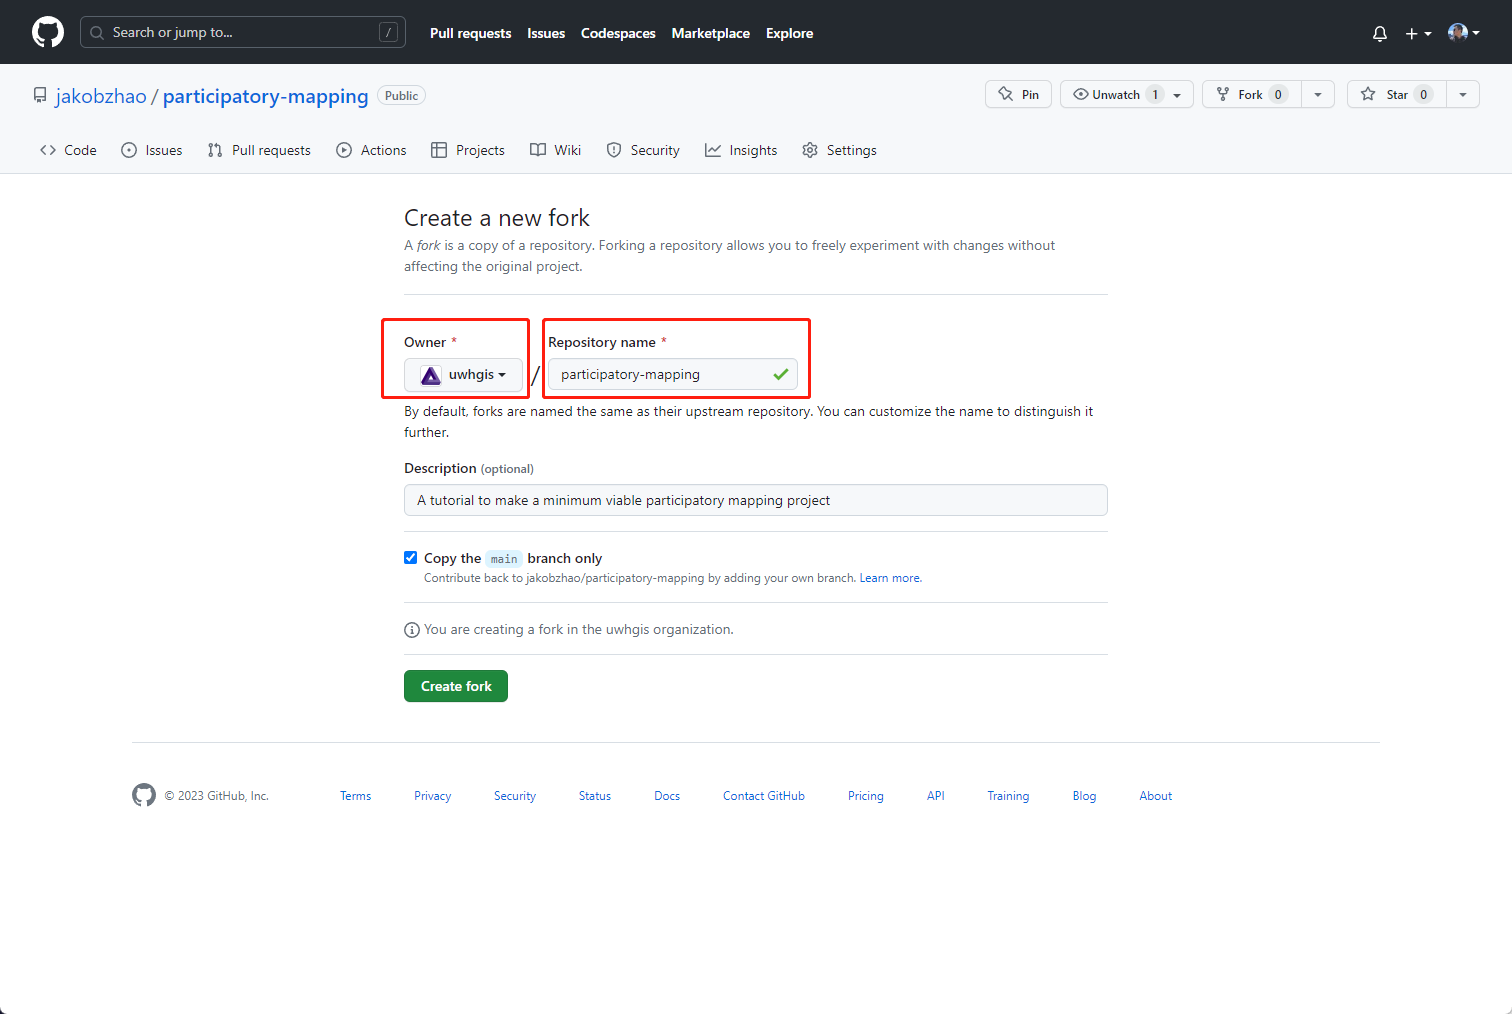 Search or jump to... /
Pull requests Issues Codespaces Marketplace Explore
jakobzhao / participatory-mapping Public
Pin Unwatch 1 Fork 0 Star 0
Code Issues Pull requests Actions Projects Wiki Security Insights Settings
Create a new fork
A fork is a copy of a repository. Forking a repository allows you to freely experiment with changes without
affecting the original project.
Owner * Repository name *
uwhgis / participatory-mapping
By default, forks are named the same as their upstream repository. You can customize the name to distinguish it
further.
Description (optional)
A tutorial to make a minimum viable participatory mapping project
Copy the main branch only
Contribute back to jakobzhao/participatory-mapping by adding your own branch. Learn more.
You are creating a fork in the uwhgis organization.
Create fork
© 2023 GitHub, Inc. Terms Privacy Security Status Docs Contact GitHub Pricing API Training Blog About